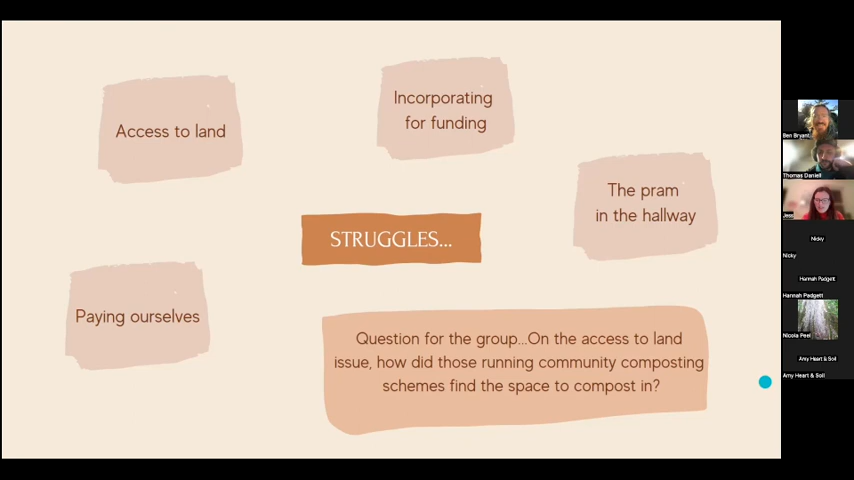 Incorporating
for funding
Access to land
The pram
in the hallway
STRUGGLES...
Paying ourselves
Question for the group...On the access to land
issue, how did those running community composting
schemes find the space to compost in?
Ben Bryant
Thomas Daniell
Jess
Nicky
Nicky
Hannah Padgett
Hannah Padgett
Nicola Peel
Amy Heart & Soil
Amy Heart & Soil